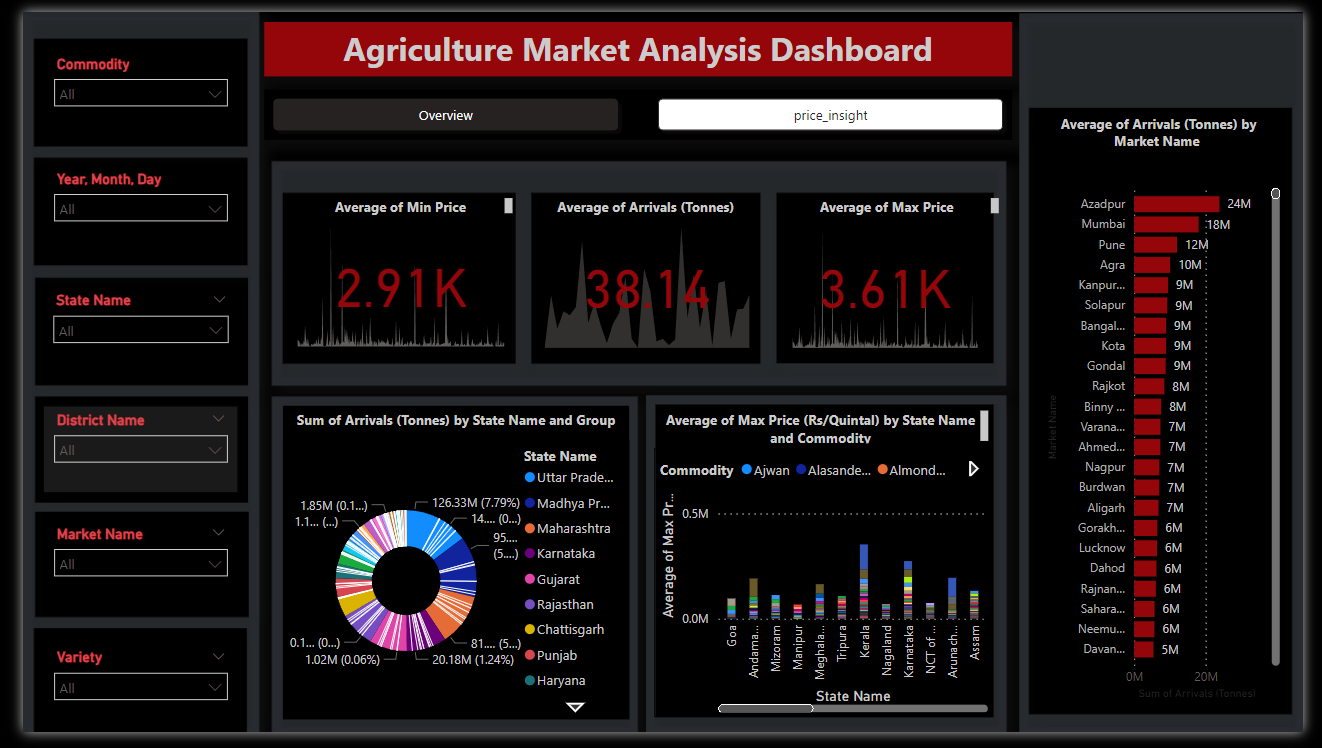 Agriculture Market Analysis Dashboard
Commodity
All
Year, Month, Day
All
State Name
All
District Name
All
Market Name
All
Variety
All
Overview
price_insight
Average of Min Price
2.91K
Average of Arrivals (Tonnes)
38.14
Average of Max Price
3.61K
Sum of Arrivals (Tonnes) by State Name and Group
126.33M (7.79%)
14.... (0...)
95....
(5....)
81... (5...)
20.18M (1.24%)
1.02M (0.06%)
0.1... (0...)
1.1... (...)
1.85M (0.1...)
State Name
Uttar Prade...
Madhya Pr...
Maharashtra
Karnataka
Gujarat
Rajasthan
Chattisgarh
Punjab
Haryana
Average of Max Price (Rs/Quintal) by State Name
and Commodity
Commodity
Ajwan
Alasande...
Almond...
Average of Max Pr...
0.5M
0.0M
Goa
Andama...
Mizoram
Manipur
Meghala...
Tripura
Kerala
Nagaland
Karnataka
NCT of ...
Arunach...
Assam
State Name
Average of Arrivals (Tonnes) by
Market Name
Market Name
Azadpur 24M
Mumbai 18M
Pune 12M
Agra 10M
Kanpur... 9M
Solapur 9M
Bangal... 9M
Kota 9M
Gondal 9M
Rajkot 8M
Binny ... 8M
Varana... 7M
Ahmed... 7M
Nagpur 7M
Burdwan 7M
Aligarh 7M
Gorakh... 6M
Lucknow 6M
Dahod 6M
Rajnan... 6M
Sahara... 6M
Neemu... 6M
Davan... 5M
0M 20M
Sum of Arrivals (Tonnes)